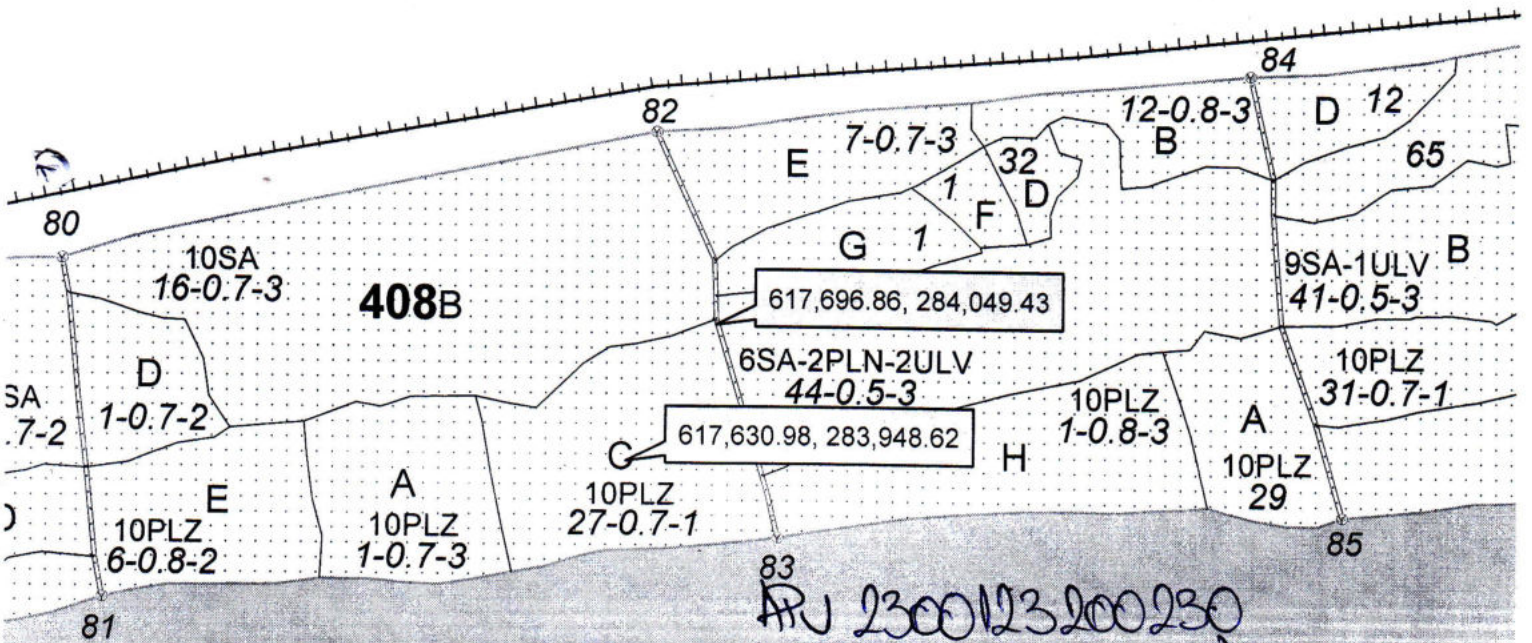 84
82
12-0.8-3
D 12
E 7-0.7-3
B
65
32
1
D
80
F
G 1
10SA
16-0.7-3
408B
9SA-1ULV
41-0.5-3
B
617,696.86, 284,049.43
D
1-0.7-2
SA
.7-2
6SA-2PLN-2ULV
44-0.5-3
10PLZ
1-0.8-3
10PLZ
31-0.7-1
A
10PLZ
29
617,630.98, 283,948.62
C
H
E
10PLZ
6-0.8-2
A
10PLZ
1-0.7-3
10PLZ
27-0.7-1
83
85
81
2300123200230